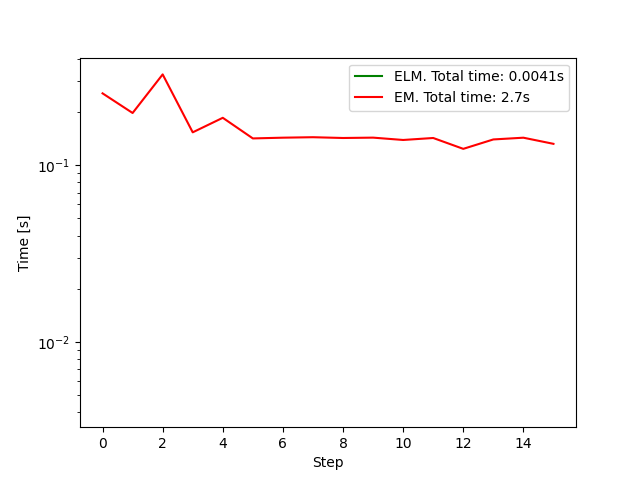 ELM. Total time: 0.0041s
EM. Total time: 2.7s
10⁻¹
10⁻²
Time [s]
0 2 4 6 8 10 12 14
Step